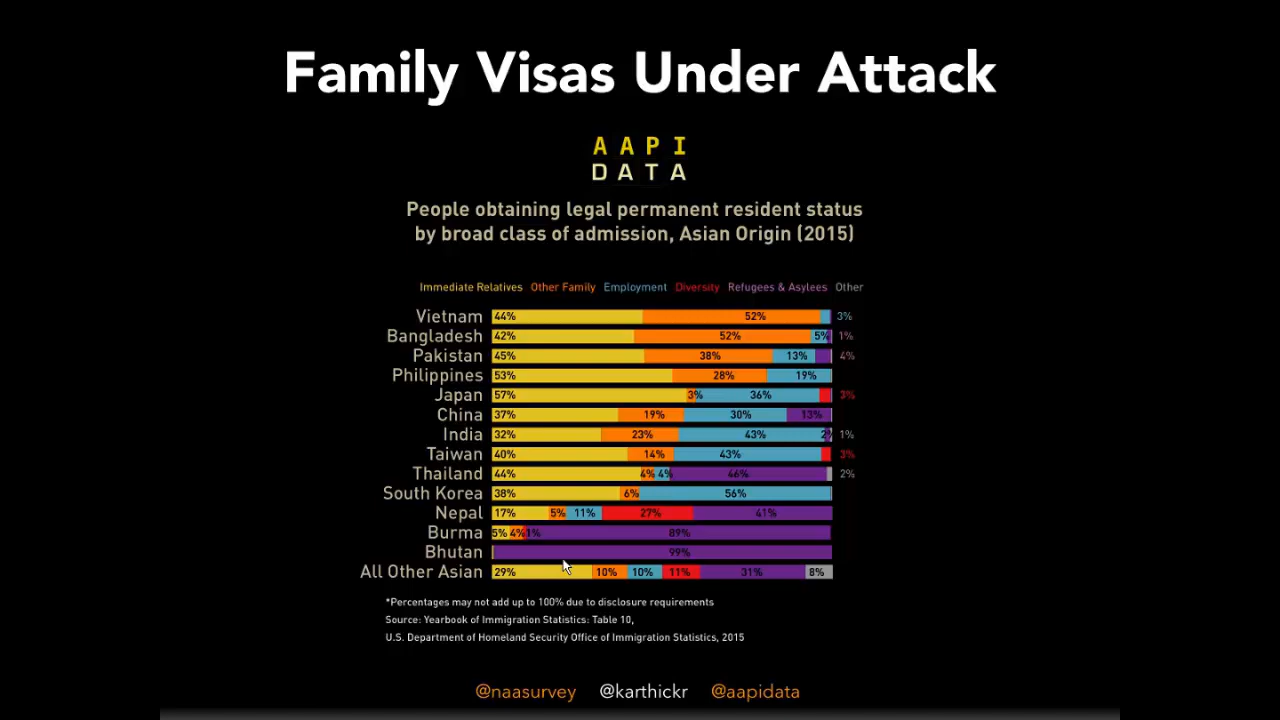 Family Visas Under Attack
AAPI
DATA
People obtaining legal permanent resident status
by broad class of admission, Asian Origin (2015)
Immediate Relatives Other Family Employment Diversity Refugees & Asylees Other
Vietnam 44% 52% 3%
Bangladesh 42% 52% 5% 1%
Pakistan 45% 38% 13% 4%
Philippines 53% 28% 19%
Japan 57% 3% 36% 3%
China 37% 19% 30% 13%
India 32% 23% 43% 2% 1%
Taiwan 40% 14% 43% 3%
Thailand 44% 4% 4% 46% 2%
South Korea 38% 6% 56%
Nepal 17% 5% 11% 27% 41%
Burma 5% 4% 1% 89%
Bhutan 99%
All Other Asian 29% 10% 10% 11% 31% 8%
*Percentages may not add up to 100% due to disclosure requirements
Source: Yearbook of Immigration Statistics: Table 10,
U.S. Department of Homeland Security Office of Immigration Statistics, 2015
@naasurvey @karthickr @aapidata